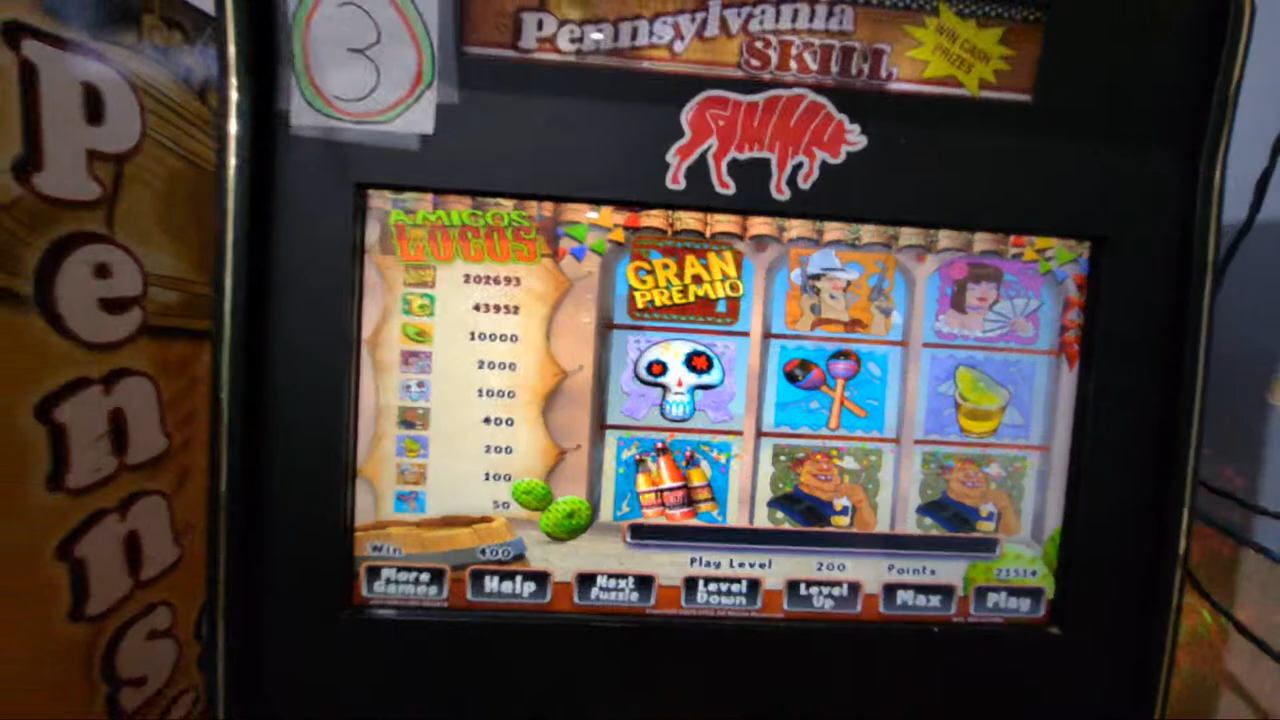 3
Pennsylvania
SKILL
WIN CASH
PRIZES
Penns
AMIGOS
LOCOS
202693
43952
10000
2000
1000
400
200
100
50
GRAN
PREMIO
Win 400
Play Level 200 Points 21514
More
Games
Help
Next
Puzzle
Level
Down
Level
Up
Max
Play